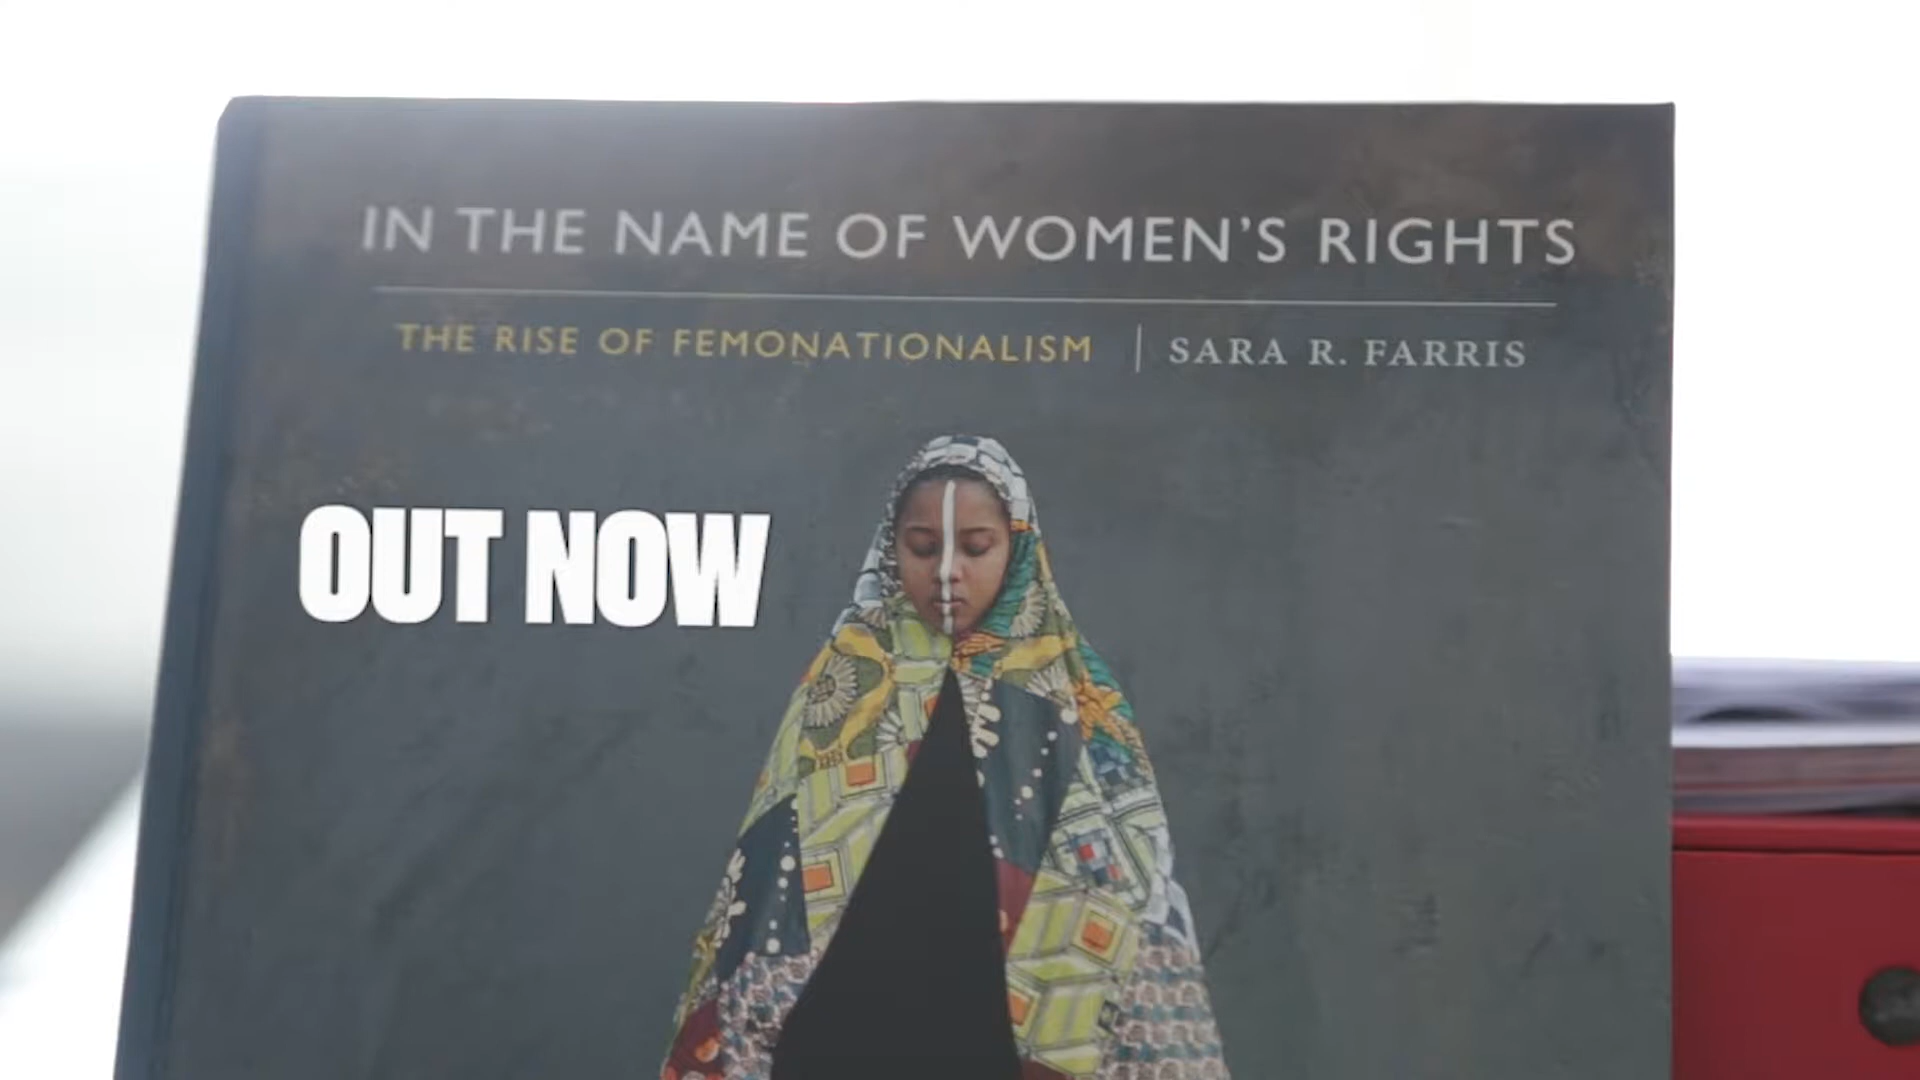 IN THE NAME OF WOMEN'S RIGHTS
THE RISE OF FEMONATIONALISM | SARA R. FARRIS
OUT NOW